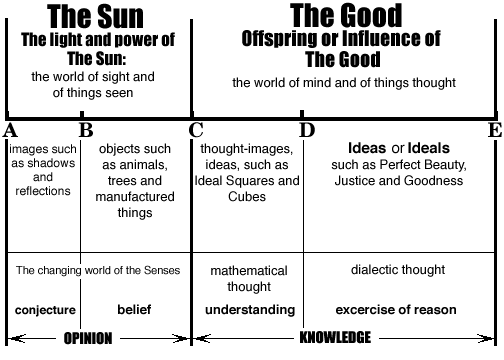 The Sun
The light and power of
The Sun:
the world of sight and
of things seen
The Good
Offspring or Influence of
The Good
the world of mind and of things thought
A B C D E
images such
as shadows
and
reflections
objects such
as animals,
trees and
manufactured
things
thought-images,
ideas, such as
Ideal Squares and
Cubes
Ideas or Ideals
such as Perfect Beauty,
Justice and Goodness,
The changing world of the Senses
mathematical
thought
dialectic thought
conjecture
belief
understanding
excercise of reason
OPINION
KNOWLEDGE